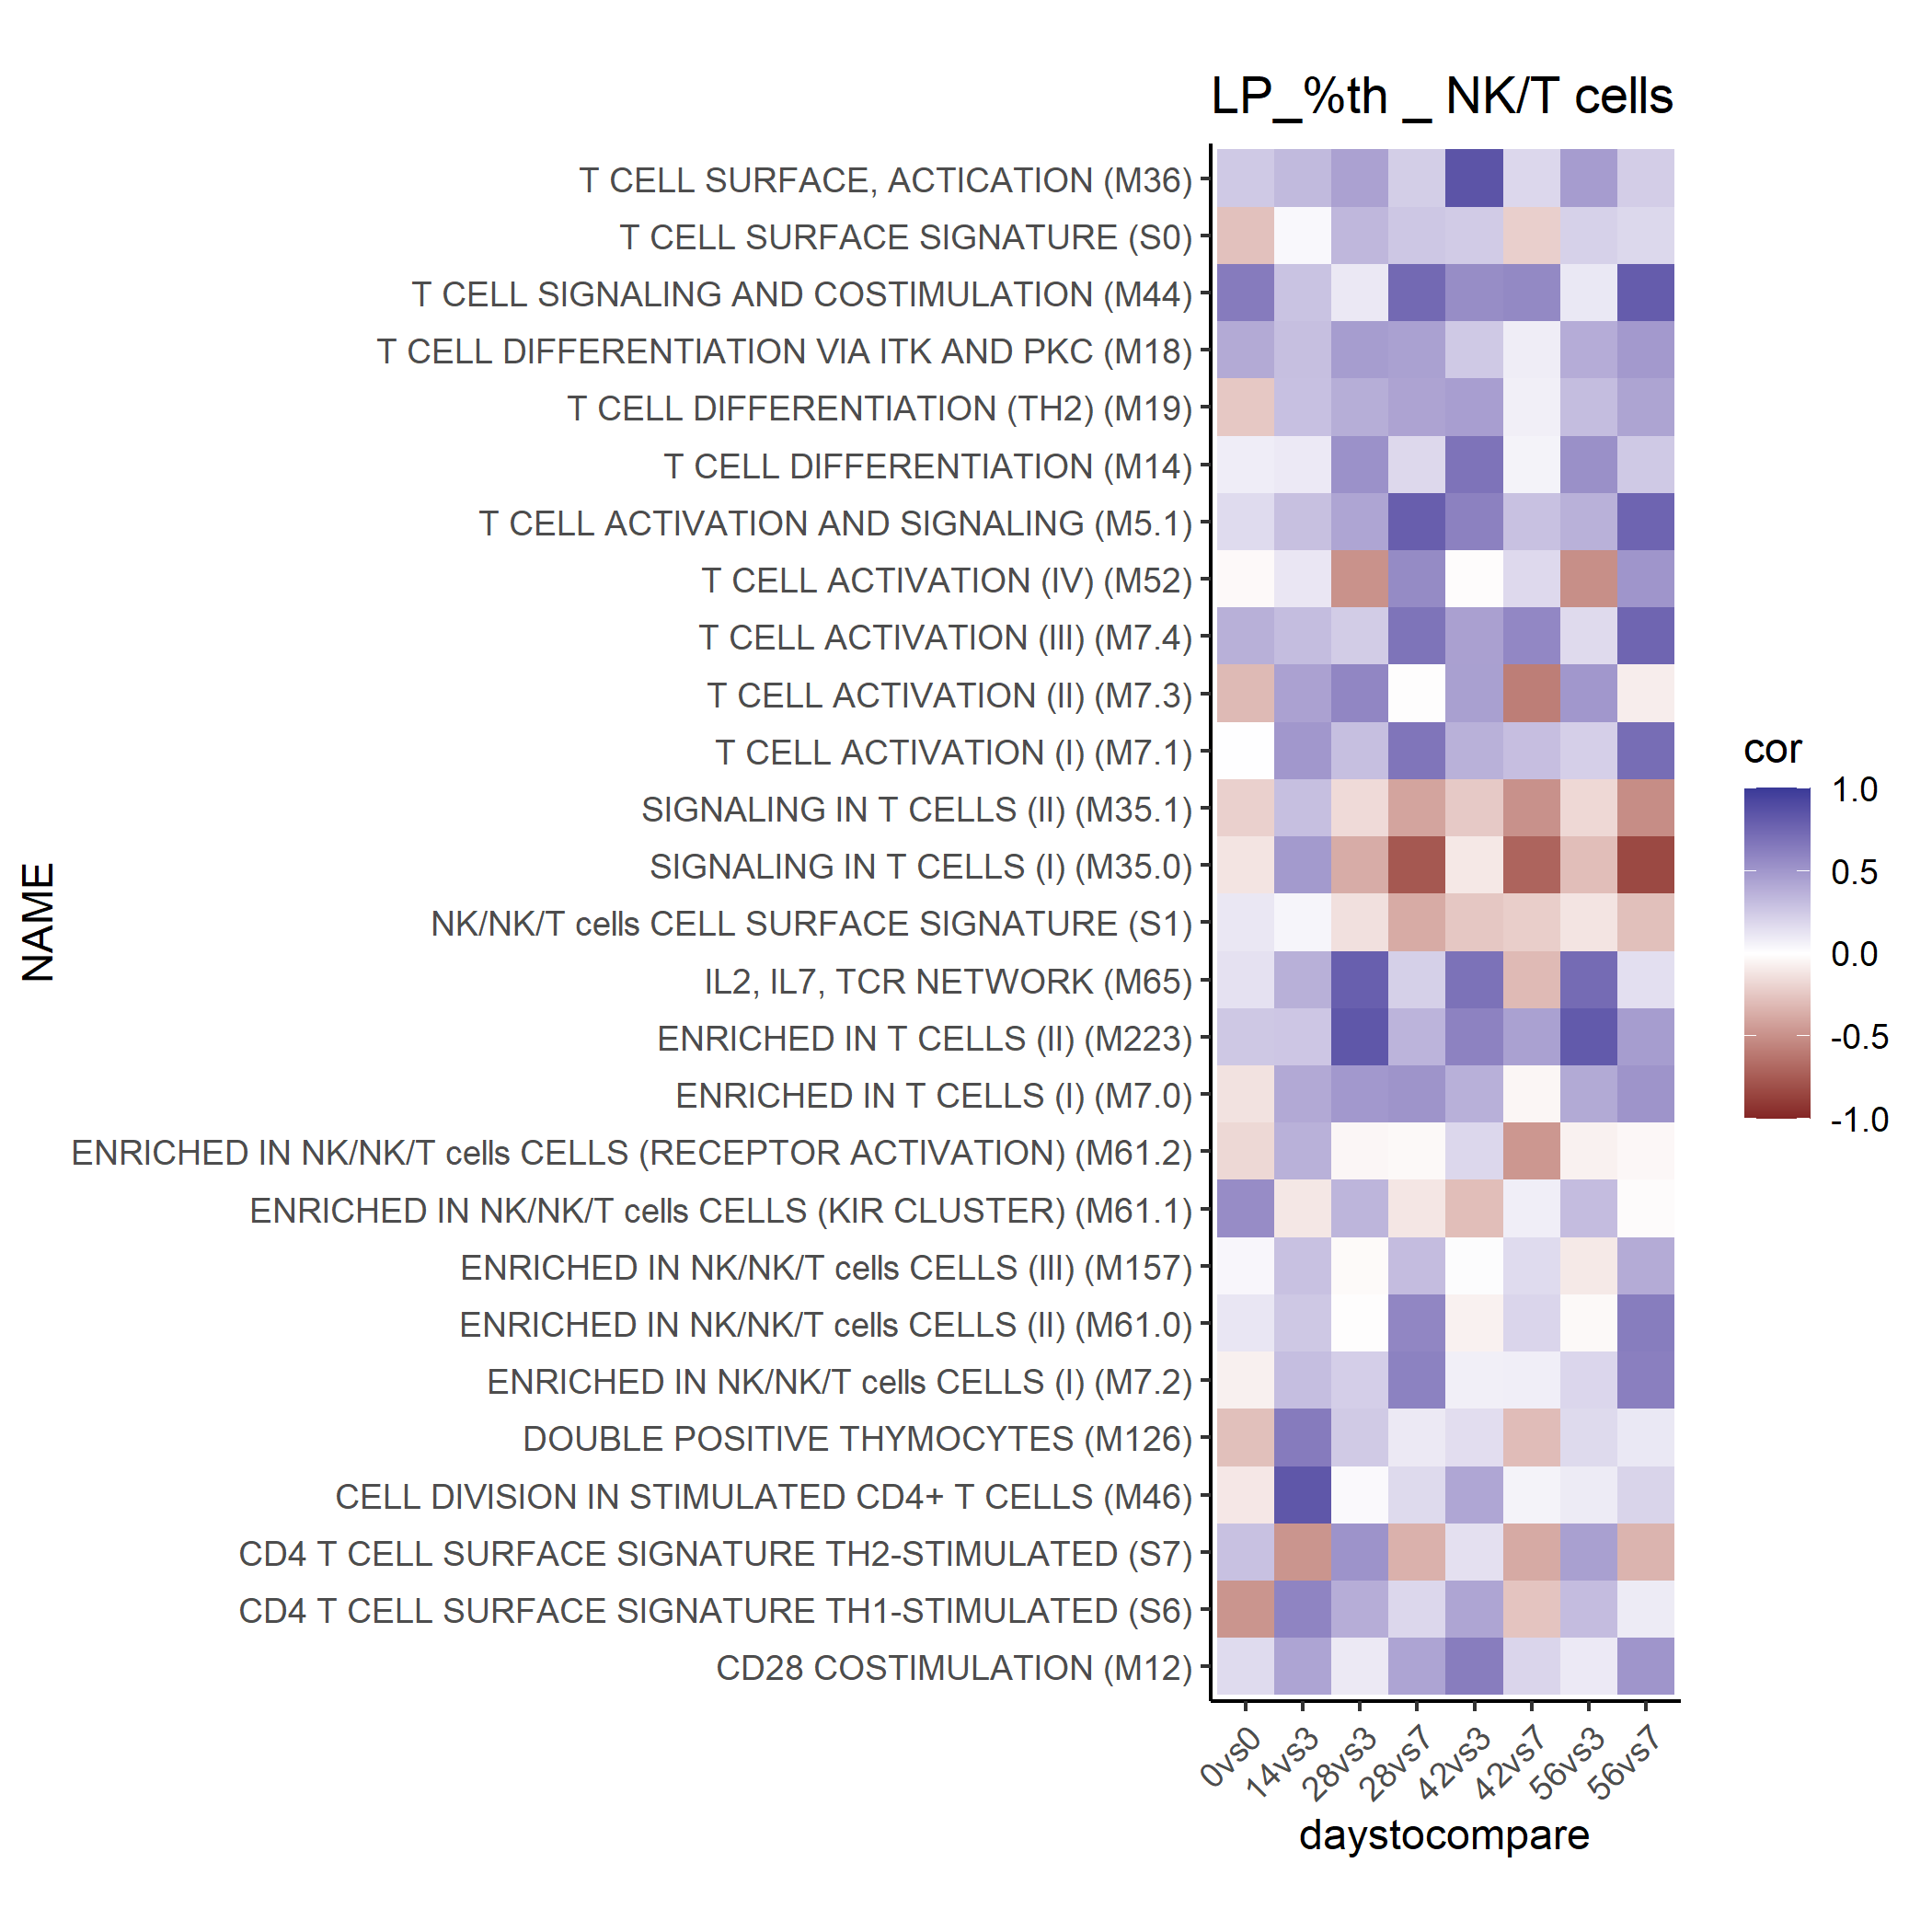 LP_%th _ NK/T cells
NAME
T CELL SURFACE, ACTICATION (M36)
T CELL SURFACE SIGNATURE (S0)
T CELL SIGNALING AND COSTIMULATION (M44)
T CELL DIFFERENTIATION VIA ITK AND PKC (M18)
T CELL DIFFERENTIATION (TH2) (M19)
T CELL DIFFERENTIATION (M14)
T CELL ACTIVATION AND SIGNALING (M5.1)
T CELL ACTIVATION (IV) (M52)
T CELL ACTIVATION (III) (M7.4)
T CELL ACTIVATION (II) (M7.3)
T CELL ACTIVATION (I) (M7.1)
SIGNALING IN T CELLS (II) (M35.1)
SIGNALING IN T CELLS (I) (M35.0)
NK/NK/T cells CELL SURFACE SIGNATURE (S1)
IL2, IL7, TCR NETWORK (M65)
ENRICHED IN T CELLS (II) (M223)
ENRICHED IN T CELLS (I) (M7.0)
ENRICHED IN NK/NK/T cells CELLS (RECEPTOR ACTIVATION) (M61.2)
ENRICHED IN NK/NK/T cells CELLS (KIR CLUSTER) (M61.1)
ENRICHED IN NK/NK/T cells CELLS (III) (M157)
ENRICHED IN NK/NK/T cells CELLS (II) (M61.0)
ENRICHED IN NK/NK/T cells CELLS (I) (M7.2)
DOUBLE POSITIVE THYMOCYTES (M126)
CELL DIVISION IN STIMULATED CD4+ T CELLS (M46)
CD4 T CELL SURFACE SIGNATURE TH2-STIMULATED (S7)
CD4 T CELL SURFACE SIGNATURE TH1-STIMULATED (S6)
CD28 COSTIMULATION (M12)
0vs0
14vs3
28vs3
28vs7
42vs3
42vs7
56vs3
56vs7
daystocompare
cor
1.0
0.5
0.0
-0.5
-1.0